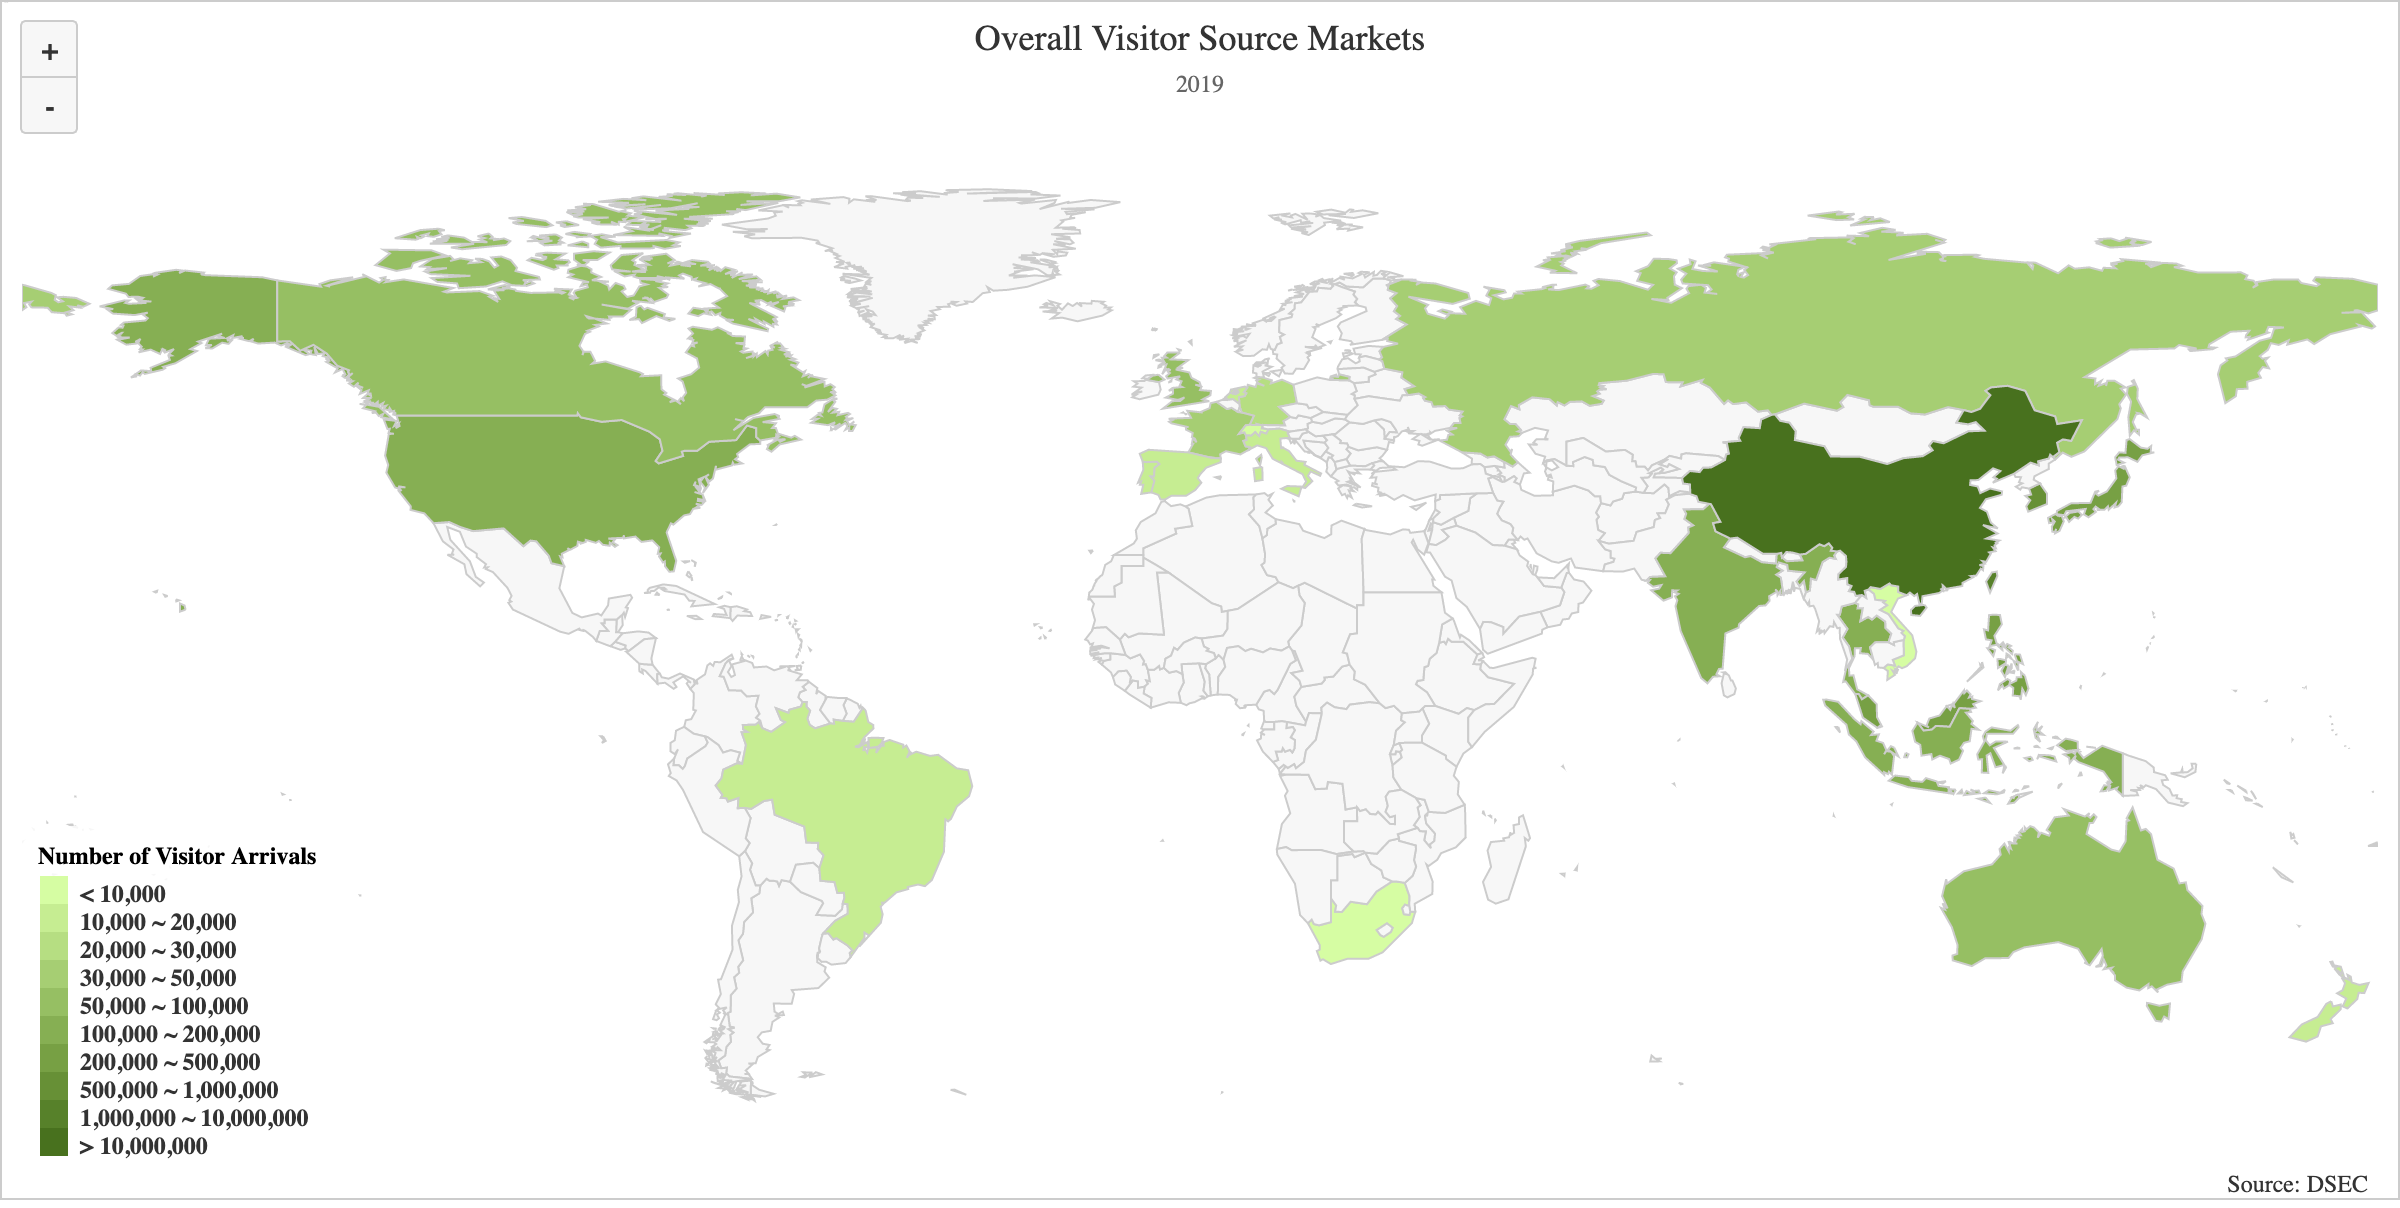 +
-
Overall Visitor Source Markets
2019
Number of Visitor Arrivals
< 10,000
10,000 ~ 20,000
20,000 ~ 30,000
30,000 ~ 50,000
50,000 ~ 100,000
100,000 ~ 200,000
200,000 ~ 500,000
500,000 ~ 1,000,000
1,000,000 ~ 10,000,000
> 10,000,000
Source: DSEC